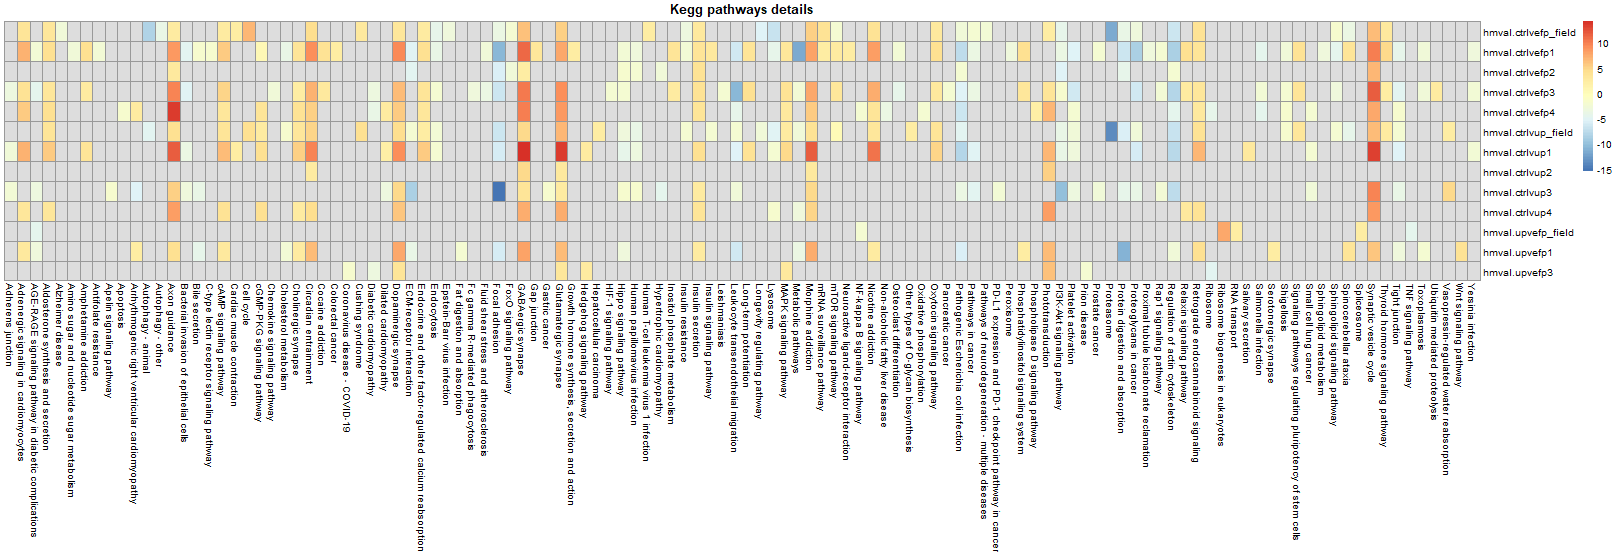 Kegg pathways details
hmval.ctrlvefp_field
hmval.ctrlvefp1
hmval.ctrlvefp2
hmval.ctrlvefp3
hmval.ctrlvefp4
hmval.ctrlvup_field
hmval.ctrlvup1
hmval.ctrlvup2
hmval.ctrlvup3
hmval.ctrlvup4
hmval.upvefp_field
hmval.upvefp1
hmval.upvefp3
10
5
0
-5
-10
-15
Adherens junction
Adrenergic signaling in cardiomyocytes
AGE-RAGE signaling pathway in diabetic complications
Aldosterone synthesis and secretion
Alzheimer disease
Amino sugar and nucleotide sugar metabolism
Amphetamine addiction
Antifolate resistance
Apelin signaling pathway
Apoptosis
Arrhythmogenic right ventricular cardiomyopathy
Autophagy - animal
Autophagy - other
Axon guidance
Bacterial invasion of epithelial cells
Bile secretion
C-type lectin receptor signaling pathway
cAMP signaling pathway
Cardiac muscle contraction
Cell cycle
cGMP-PKG signaling pathway
Chemokine signaling pathway
Cholesterol metabolism
Cholinergic synapse
Circadian entrainment
Cocaine addiction
Colorectal cancer
Coronavirus disease - COVID-19
Cushing syndrome
Diabetic cardiomyopathy
Dilated cardiomyopathy
Dopaminergic synapse
ECM-receptor interaction
Endocrine and other factor-regulated calcium reabsorption
Endocytosis
Epstein-Barr virus infection
Fat digestion and absorption
Fc gamma R-mediated phagocytosis
Fluid shear stress and atherosclerosis
Focal adhesion
FoxO signaling pathway
GABAergic synapse
Gap junction
Gastric cancer
Glutamatergic synapse
Growth hormone synthesis, secretion and action
Hedgehog signaling pathway
Hepatocellular carcinoma
HIF-1 signaling pathway
Hippo signaling pathway
Human papillomavirus infection
Human T-cell leukemia virus 1 infection
Hypertrophic cardiomyopathy
Inositol phosphate metabolism
Insulin resistance
Insulin secretion
Insulin signaling pathway
Leishmaniasis
Leukocyte transendothelial migration
Long-term potentiation
Longevity regulating pathway
Lysosome
MAPK signaling pathway
Metabolic pathways
Morphine addiction
mRNA surveillance pathway
mTOR signaling pathway
Neuroactive ligand-receptor interaction
NF-kappa B signaling pathway
Nicotine addiction
Non-alcoholic fatty liver disease
Osteoclast differentiation
Other types of O-glycan biosynthesis
Oxidative phosphorylation
Oxytocin signaling pathway
Pancreatic cancer
Pathogenic Escherichia coli infection
Pathways in cancer
Pathways of neurodegeneration - multiple diseases
PD-L1 expression and PD-1 checkpoint pathway in cancer
Peroxisome
Phosphatidylinositol signaling system
Phospholipase D signaling pathway
Phototransduction
PI3K-Akt signaling pathway
Platelet activation
Prion disease
Prostate cancer
Proteasome
Protein digestion and absorption
Proteoglycans in cancer
Proximal tubule bicarbonate reclamation
Rap1 signaling pathway
Regulation of actin cytoskeleton
Relaxin signaling pathway
Retrograde endocannabinoid signaling
Ribosome
Ribosome biogenesis in eukaryotes
RNA transport
Salivary secretion
Salmonella infection
Serotonergic synapse
Shigellosis
Signaling pathways regulating pluripotency of stem cells
Small cell lung cancer
Sphingolipid metabolism
Sphingolipid signaling pathway
Spinocerebellar ataxia
Spliceosome
Synaptic vesicle cycle
Thyroid hormone signaling pathway
Tight junction
TNF signaling pathway
Toxoplasmosis
Ubiquitin mediated proteolysis
Vasopressin-regulated water reabsorption
Wnt signaling pathway
Yersinia infection